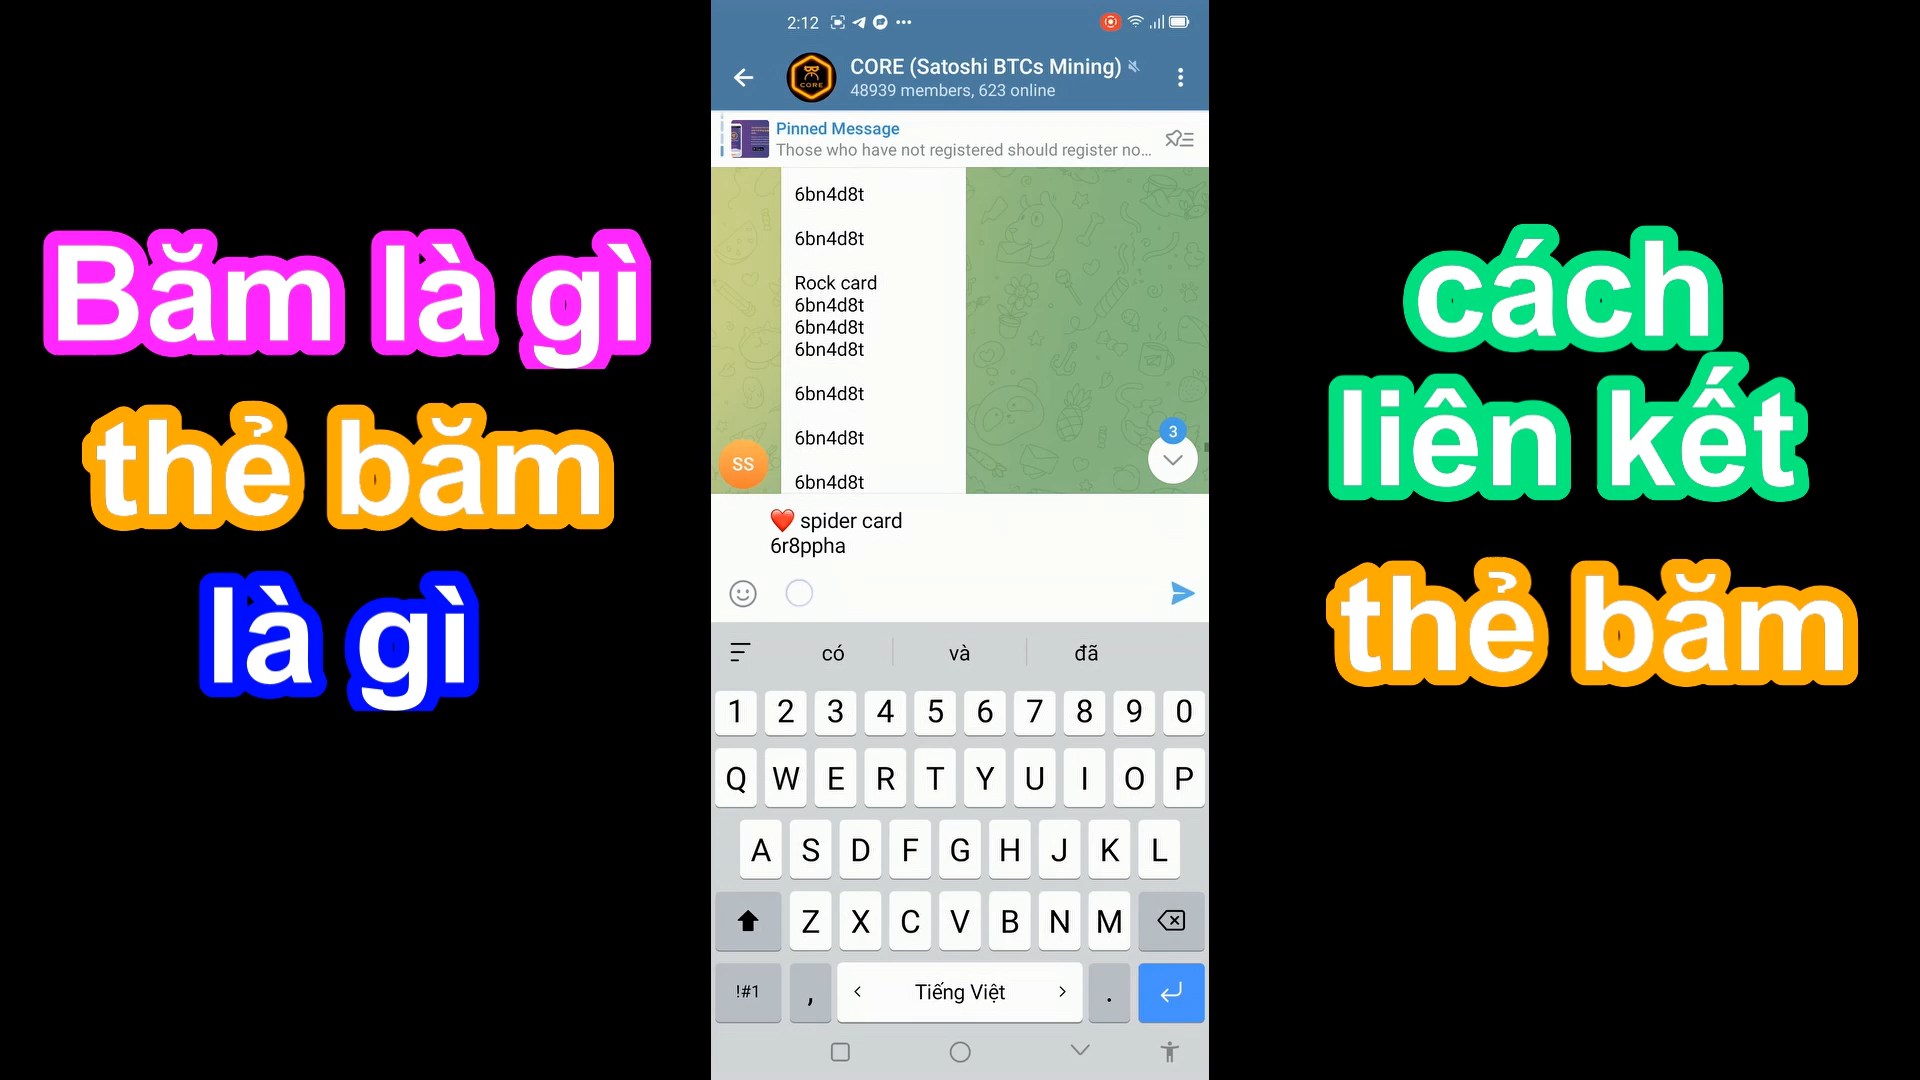 Băm là gì
thẻ băm
là gì
2:12
CORE (Satoshi BTCs Mining)
48939 members, 623 online
Pinned Message
Those who have not registered should register no...
6bn4d8t
6bn4d8t
Rock card
6bn4d8t
6bn4d8t
6bn4d8t
6bn4d8t
6bn4d8t
6bn4d8t
SS
3
❤️ spider card
6r8ppha
có và đã
1 2 3 4 5 6 7 8 9 0
Q W E R T Y U I O P
A S D F G H J K L
Z X C V B N M
!#1 , < Tiếng Việt > .
cách
liên kết
thẻ băm